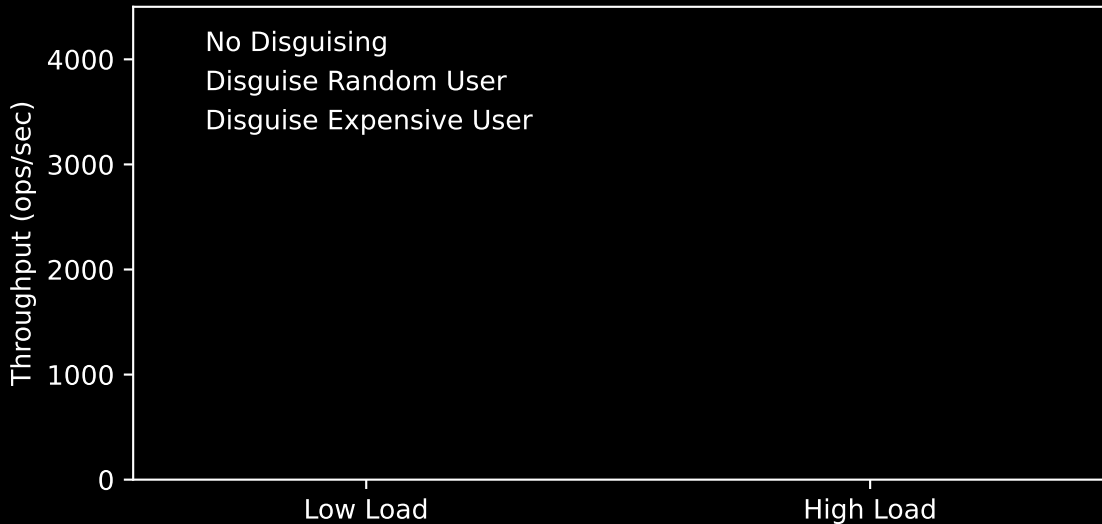 No Disguising
Disguise Random User
Disguise Expensive User
Throughput (ops/sec)
4000
3000
2000
1000
0
Low Load
High Load